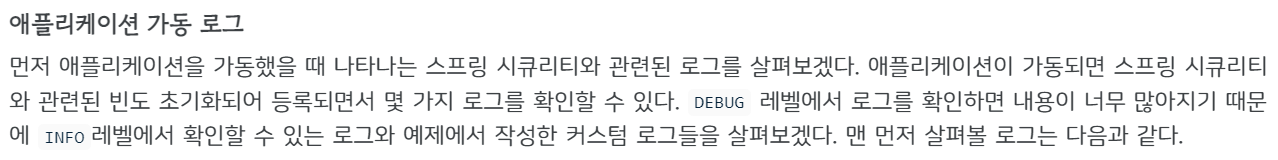 애플리케이션 가동 로그
먼저 애플리케이션을 가동했을 때 나타나는 스프링 시큐리티와 관련된 로그를 살펴보겠다. 애플리케이션이 가동되면 스프링 시큐리티
와 관련된 빈도 초기화되어 등록되면서 몇 가지 로그를 확인할 수 있다. DEBUG 레벨에서 로그를 확인하면 내용이 너무 많아지기 때문
에 INFO 레벨에서 확인할 수 있는 로그와 예제에서 작성한 커스텀 로그들을 살펴보겠다. 맨 먼저 살펴볼 로그는 다음과 같다.